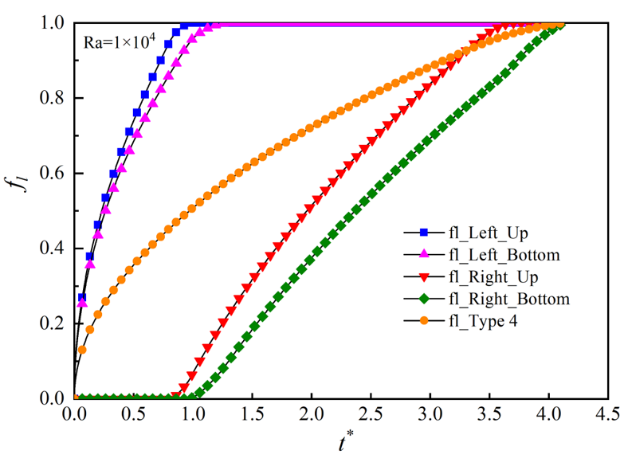 1.0
Ra=1×10⁴
0.8
0.6
f_l
0.4
fl_Left_Up
fl_Left_Bottom
fl_Right_Up
fl_Right_Bottom
fl_Type 4
0.2
0.0
0.0 0.5 1.0 1.5 2.0 2.5 3.0 3.5 4.0 4.5
t*